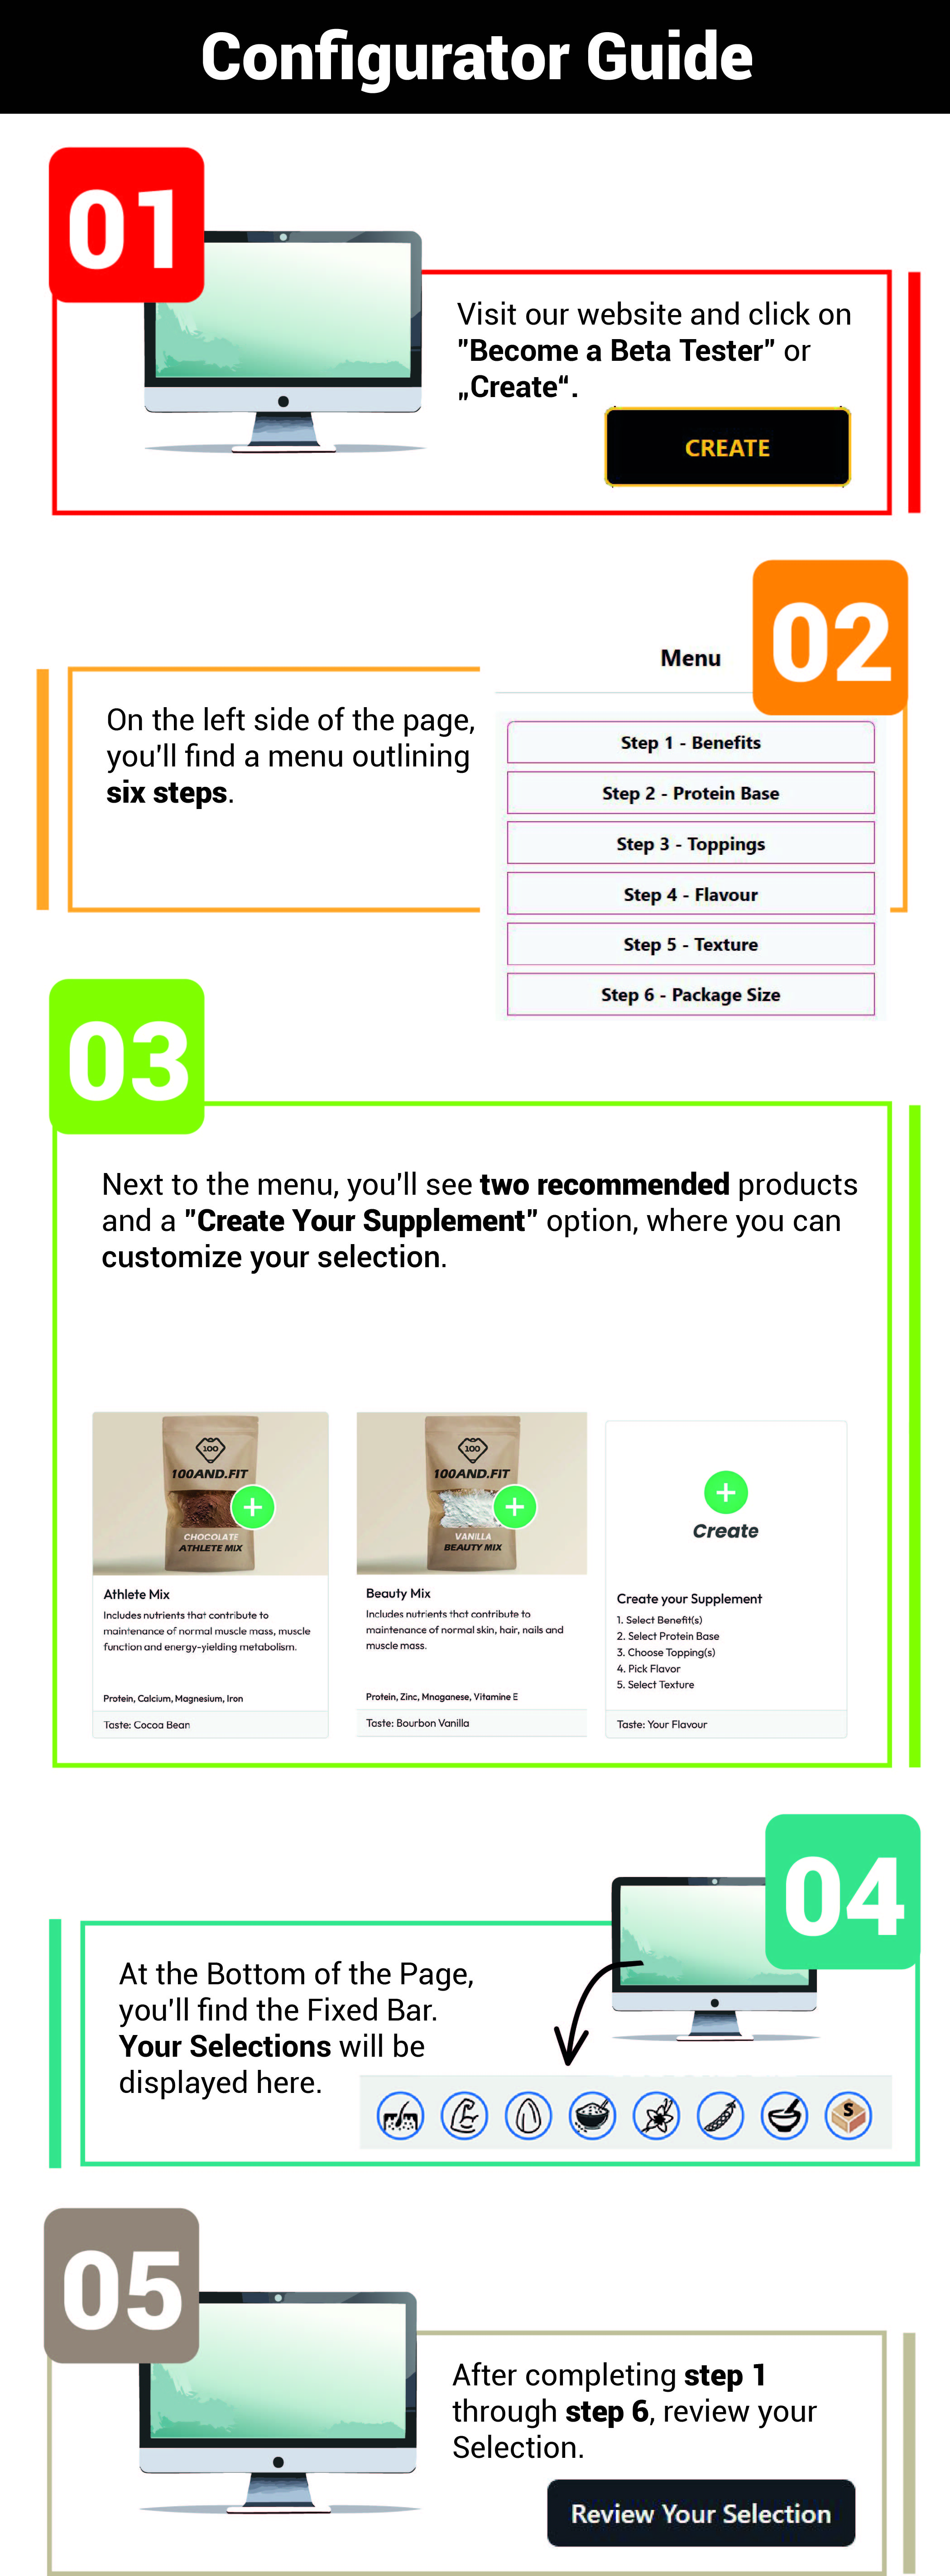 Configurator Guide
01
Visit our website and click on
"Become a Beta Tester" or
„Create“.
CREATE
02
Menu
On the left side of the page,
you'll find a menu outlining
six steps.
Step 1 - Benefits
Step 2 - Protein Base
Step 3 - Toppings
Step 4 - Flavour
Step 5 - Texture
Step 6 - Package Size
03
Next to the menu, you'll see two recommended products
and a "Create Your Supplement" option, where you can
customize your selection.
100
100AND.FIT
CHOCOLATE
ATHLETE MIX
Athlete Mix
Includes nutrients that contribute to
maintenance of normal muscle mass, muscle
function and energy-yielding metabolism.
Protein, Calcium, Magnesium, Iron
Taste: Cocoa Bean
100
100AND.FIT
VANILLA
BEAUTY MIX
Beauty Mix
Includes nutrients that contribute to
maintenance of normal skin, hair, nails and
muscle mass.
Protein, Zinc, Mnaganese, Vitamine E
Taste: Bourbon Vanilla
Create
Create your Supplement
1. Select Benefit(s)
2. Select Protein Base
3. Choose Topping(s)
4. Pick Flavor
5. Select Texture
Taste: Your Flavour
04
At the Bottom of the Page,
you'll find the Fixed Bar.
Your Selections will be
displayed here.
S
05
After completing step 1
through step 6, review your
Selection.
Review Your Selection